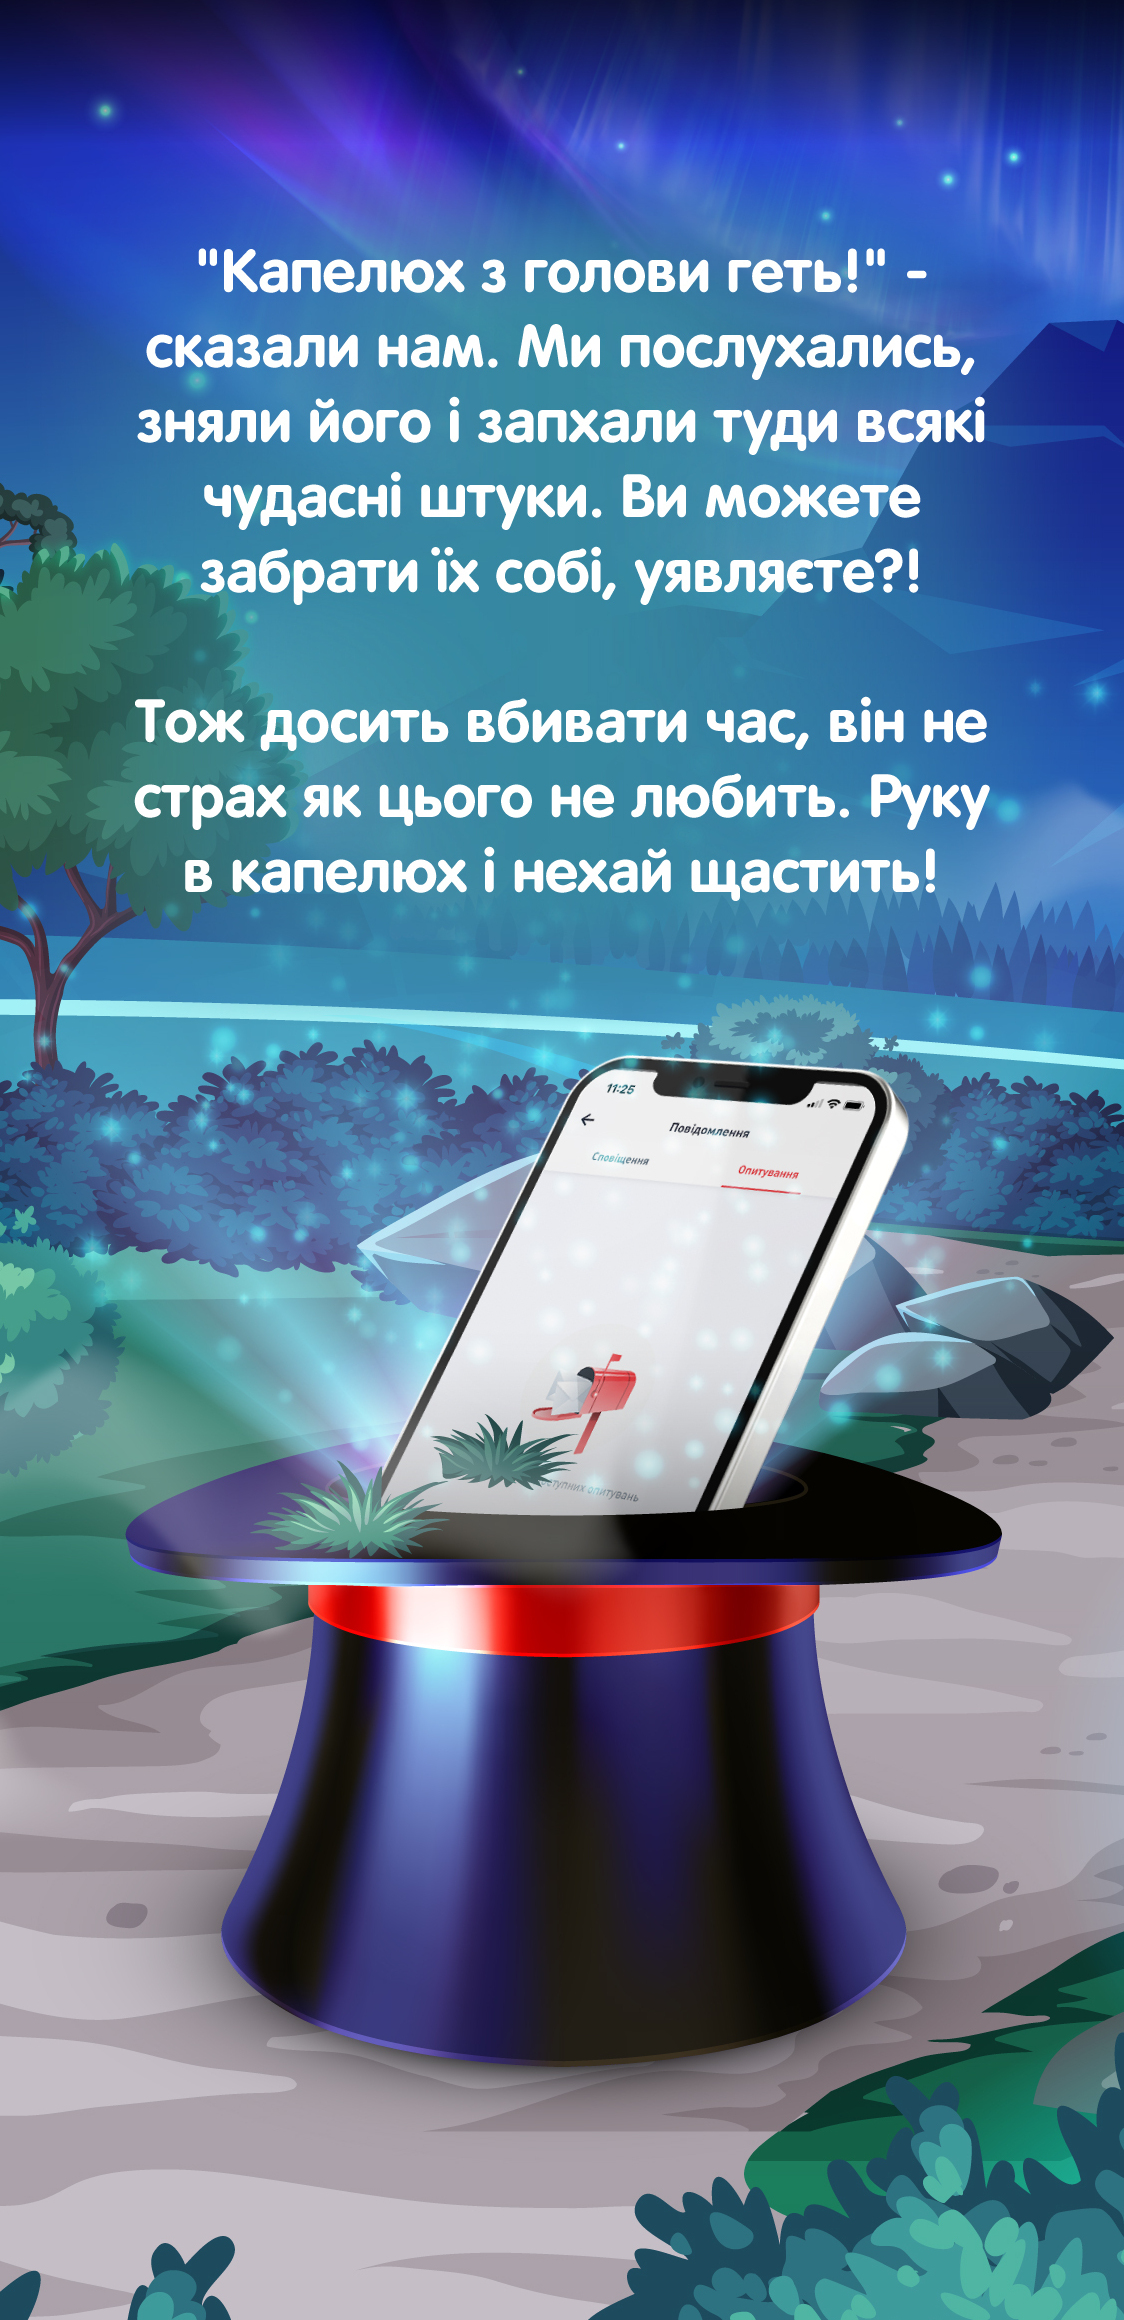 "Капелюх з голови геть!" -
сказали нам. Ми послухались,
зняли його і запхали туди всякі
чудасні штуки. Ви можете
забрати їх собі, уявляєте?!
Тож досить вбивати час, він не
страх як цього не любить. Руку
в капелюх і нехай щастить!
11:25
Повідомлення
Сповіщення
Опитування
опитувань